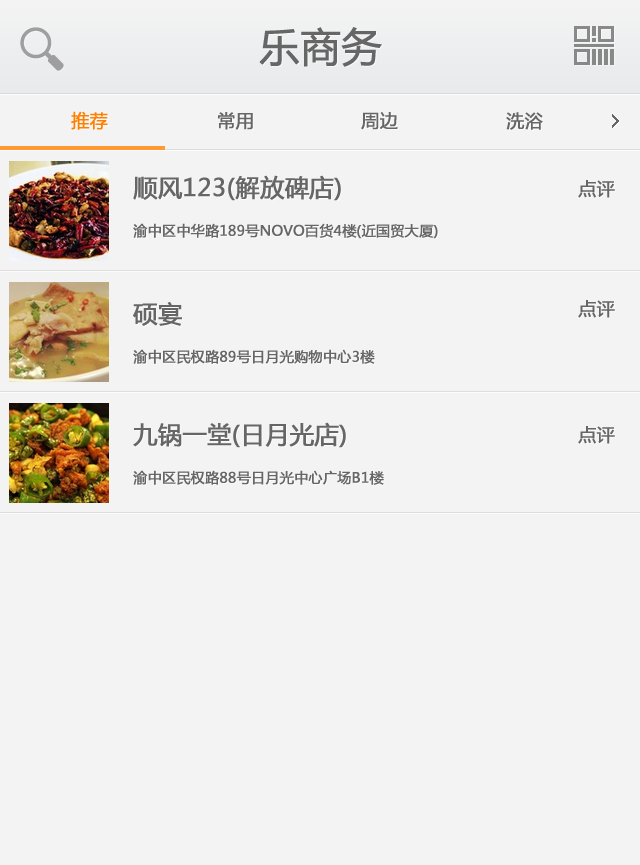 乐商务
推荐 常用 周边 洗浴
顺风123(解放碑店) 点评
渝中区中华路189号NOVO百货4楼(近国贸大厦)
硕宴 点评
渝中区民权路89号日月光购物中心3楼
九锅一堂(日月光店) 点评
渝中区民权路88号日月光中心广场B1楼